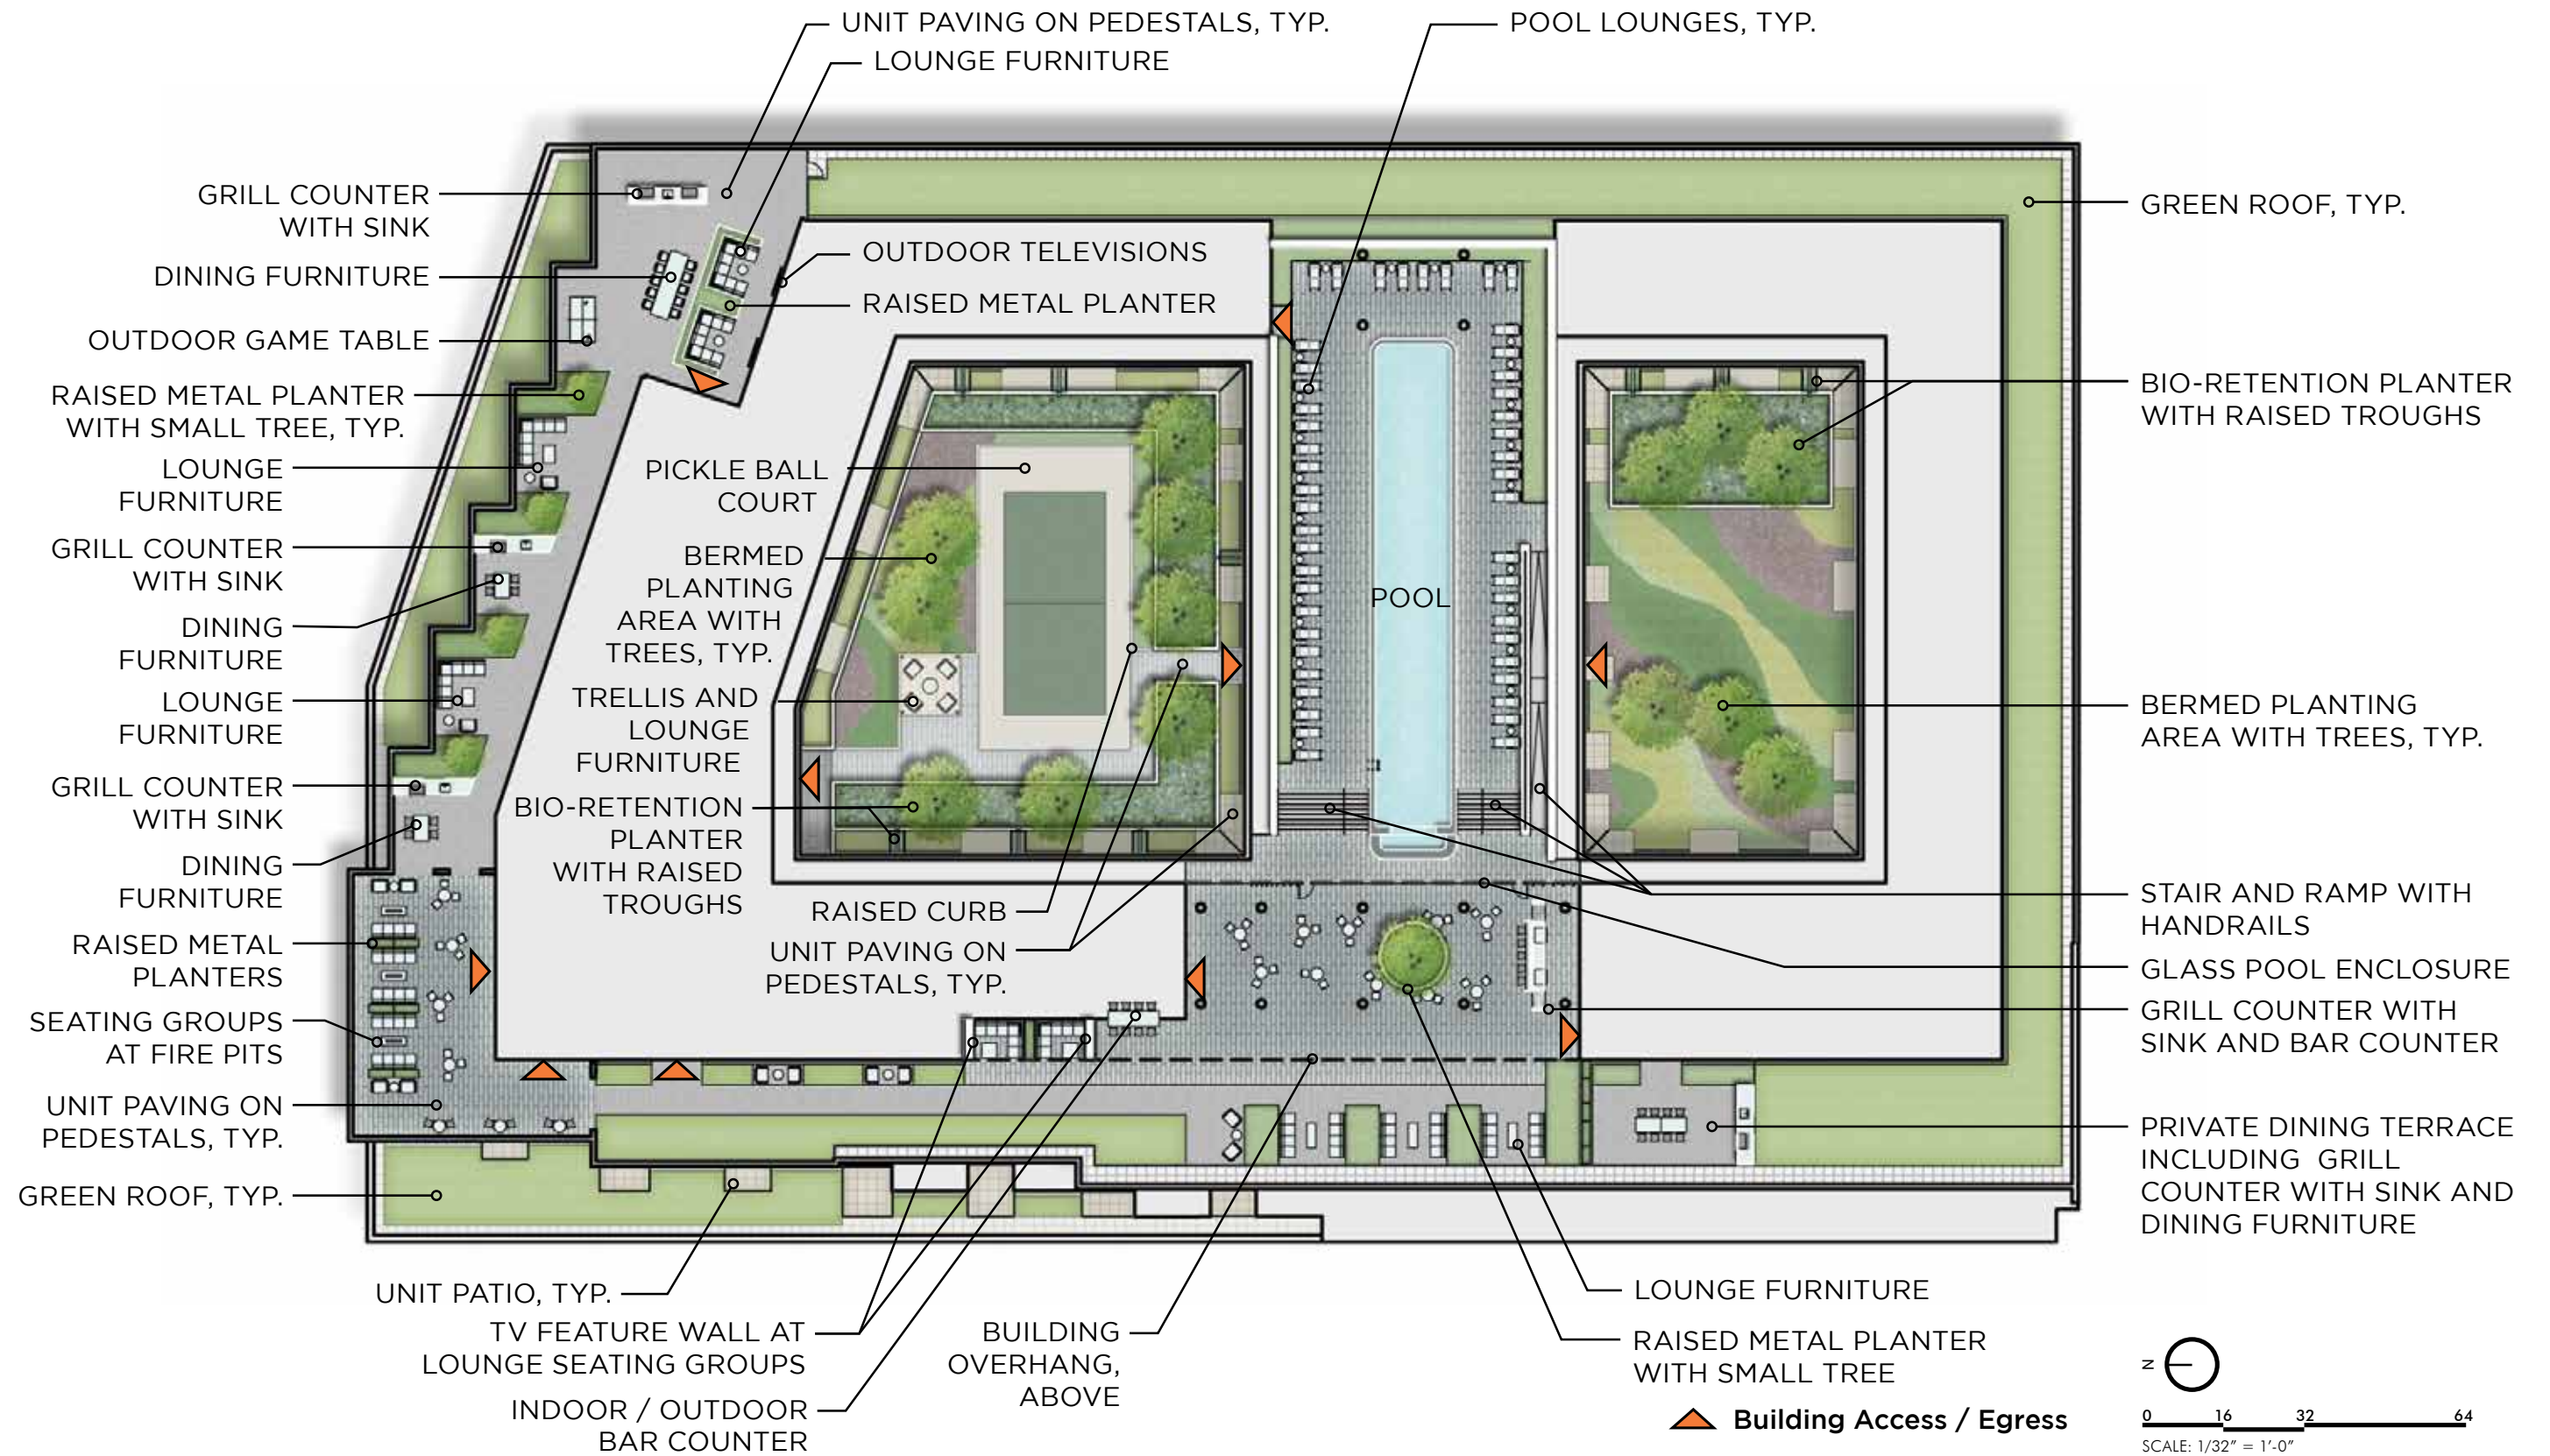 UNIT PAVING ON PEDESTALS, TYP.
LOUNGE FURNITURE
POOL LOUNGES, TYP.
GRILL COUNTER
WITH SINK
DINING FURNITURE
OUTDOOR GAME TABLE
RAISED METAL PLANTER
WITH SMALL TREE, TYP.
LOUNGE
FURNITURE
GRILL COUNTER
WITH SINK
DINING
FURNITURE
LOUNGE
FURNITURE
GRILL COUNTER
WITH SINK
DINING
FURNITURE
RAISED METAL
PLANTERS
SEATING GROUPS
AT FIRE PITS
UNIT PAVING ON
PEDESTALS, TYP.
GREEN ROOF, TYP.
OUTDOOR TELEVISIONS
RAISED METAL PLANTER
PICKLE BALL
COURT
BERMED
PLANTING
AREA WITH
TREES, TYP.
TRELLIS AND
LOUNGE
FURNITURE
BIO-RETENTION
PLANTER
WITH RAISED
TROUGHS
RAISED CURB
UNIT PAVING ON
PEDESTALS, TYP.
POOL
GREEN ROOF, TYP.
BIO-RETENTION PLANTER
WITH RAISED TROUGHS
BERMED PLANTING
AREA WITH TREES, TYP.
STAIR AND RAMP WITH
HANDRAILS
GLASS POOL ENCLOSURE
GRILL COUNTER WITH
SINK AND BAR COUNTER
PRIVATE DINING TERRACE
INCLUDING GRILL
COUNTER WITH SINK AND
DINING FURNITURE
UNIT PATIO, TYP.
TV FEATURE WALL AT
LOUNGE SEATING GROUPS
INDOOR / OUTDOOR
BAR COUNTER
BUILDING
OVERHANG,
ABOVE
LOUNGE FURNITURE
RAISED METAL PLANTER
WITH SMALL TREE
Building Access / Egress
N
0 16 32 64
SCALE: 1/32" = 1'-0"